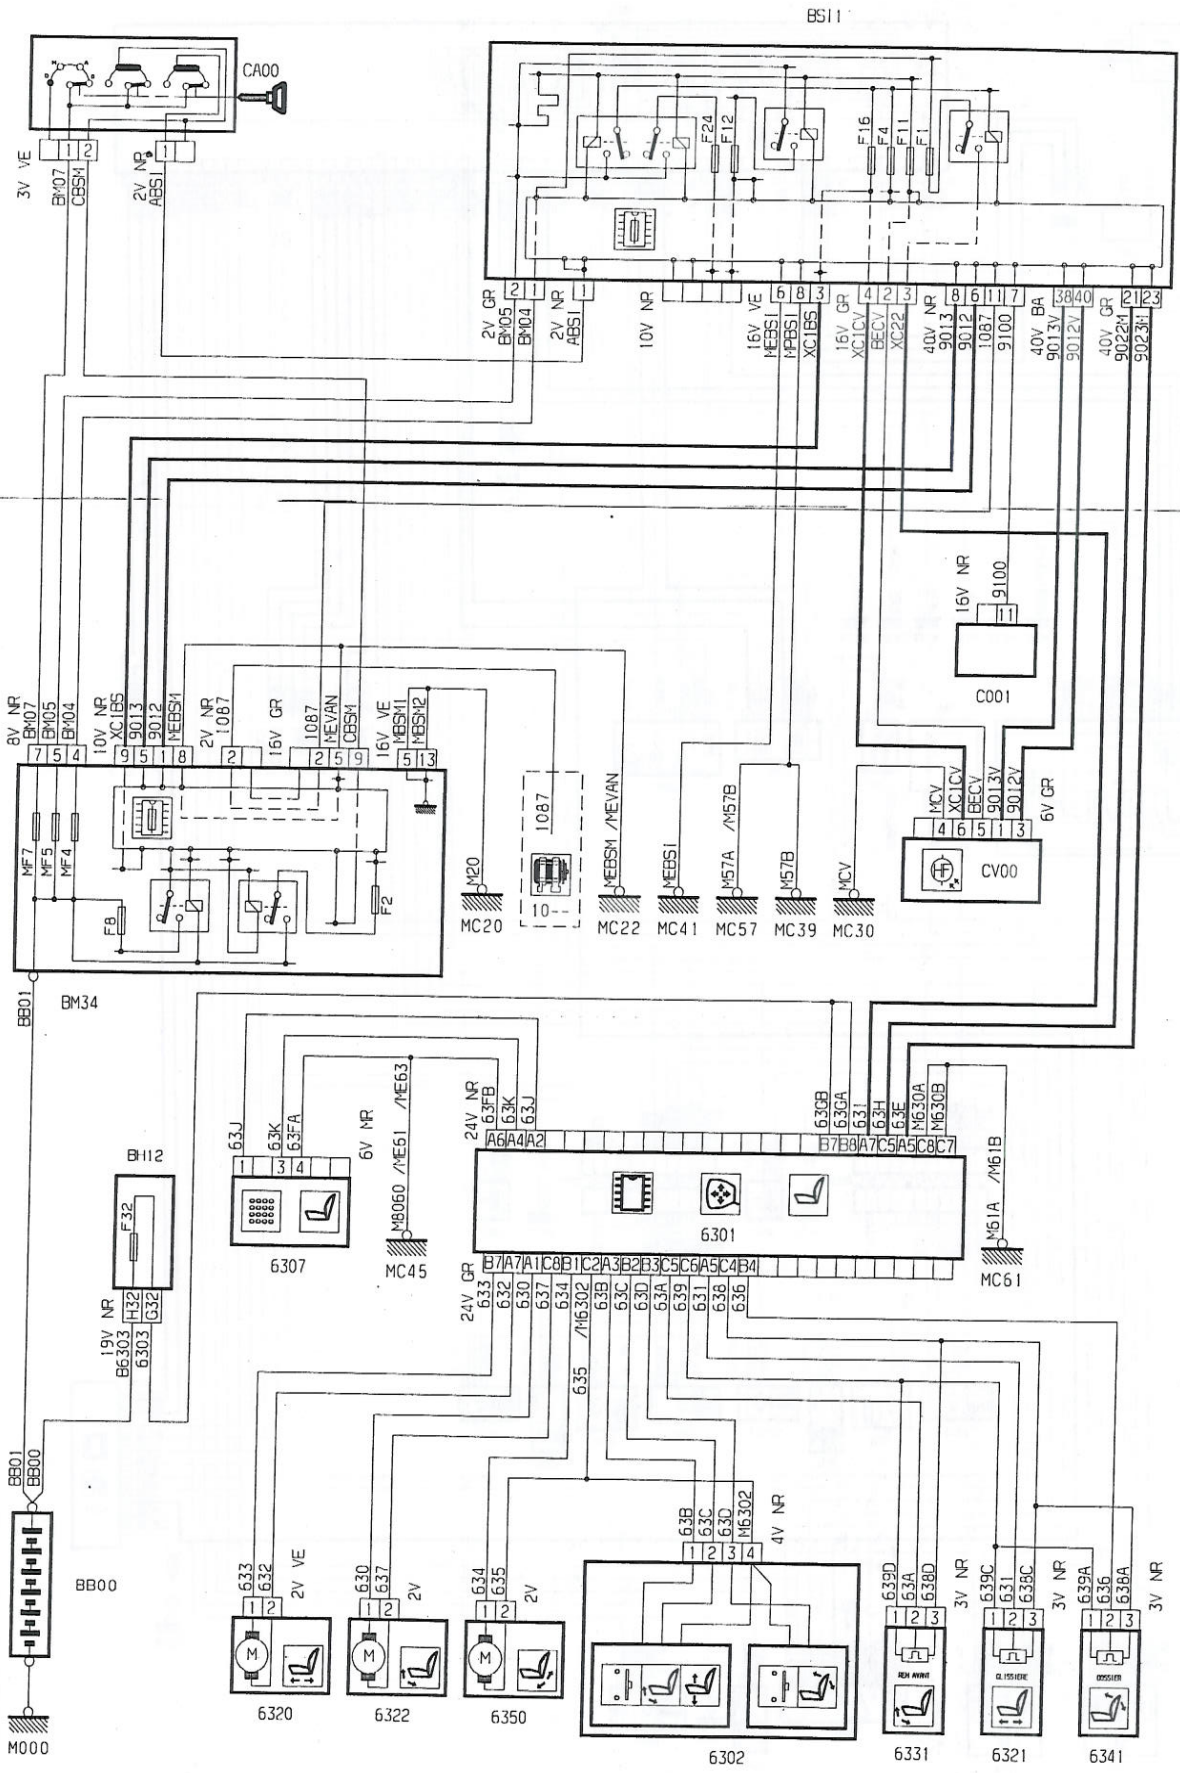 BSI1
CA00
H
A
D
S
3V VE
1
2
BM07
CBSM
2V NR
1
ABSI
F24
F12
F16
F4
F11
F1
2V GR
2
1
BM05
BM04
2V NR
1
ABSI
10V NR
16V VE
6
8
3
MEBSI
MPBSI
XC1BS
16V GR
4
2
3
XC1CV
BECV
XC22
40V NR
8
6
11
7
9013
9012
1087
9100
40V BA
38
40
9013V
9012V
40V GR
21
23
9022M
9023M
16V NR
9100
11
C001
8V NR
BM07
BM05
BM04
7
5
4
10V NR
XC1BS
9013
9012
MEBSM
9
5
1
8
2V NR
1087
2
16V GR
1087
MEVAN
CBSM
2
5
9
16V VE
MBSM1
MBSM2
5
13
MF7
MF5
MF4
F8
F2
BM34
BB01
M20
MC20
1087
10--
MEBSM /MEVAN
MC22
MEBSI
MC41
M57A /M57B
MC57
M57B
MC39
MCV
MC30
MCV
XC1CV
BECV
9013V
9012V
6V GR
4
6
5
1
3
HF
CV00
63J
63K
63FA
6V MR
1
3
4
6307
M8060 /ME61 /ME63
MC45
24V NR
63FB
63K
63J
A6
A4
A2
63GB
63GA
631
63H
63E
M630A
M630B
B7
B8
A7
C5
A5
C8
C7
6301
M61A /M61B
MC61
BH12
F32
19V NR
H32
G32
B6303
6303
24V GR
B7
A7
A1
C8
B1
C2
A3
B2
B3
C5
C6
A5
C4
B4
633
632
630
637
634
635 /M6302
63B
63C
63D
63A
639
631
638
636
BB01
BB00
BB00
M000
633
632
2V VE
1
2
M
6320
630
637
2V
1
2
M
6322
634
635
2V
1
2
M
6350
63B
63C
63D
M6302
4V NR
1
2
3
4
6302
639D
63A
638D
3V NR
1
2
3
REH AVANT
6331
639C
631
638C
3V NR
1
2
3
GLISSIERE
6321
639A
636
638A
3V NR
1
2
3
DOSSIER
6341